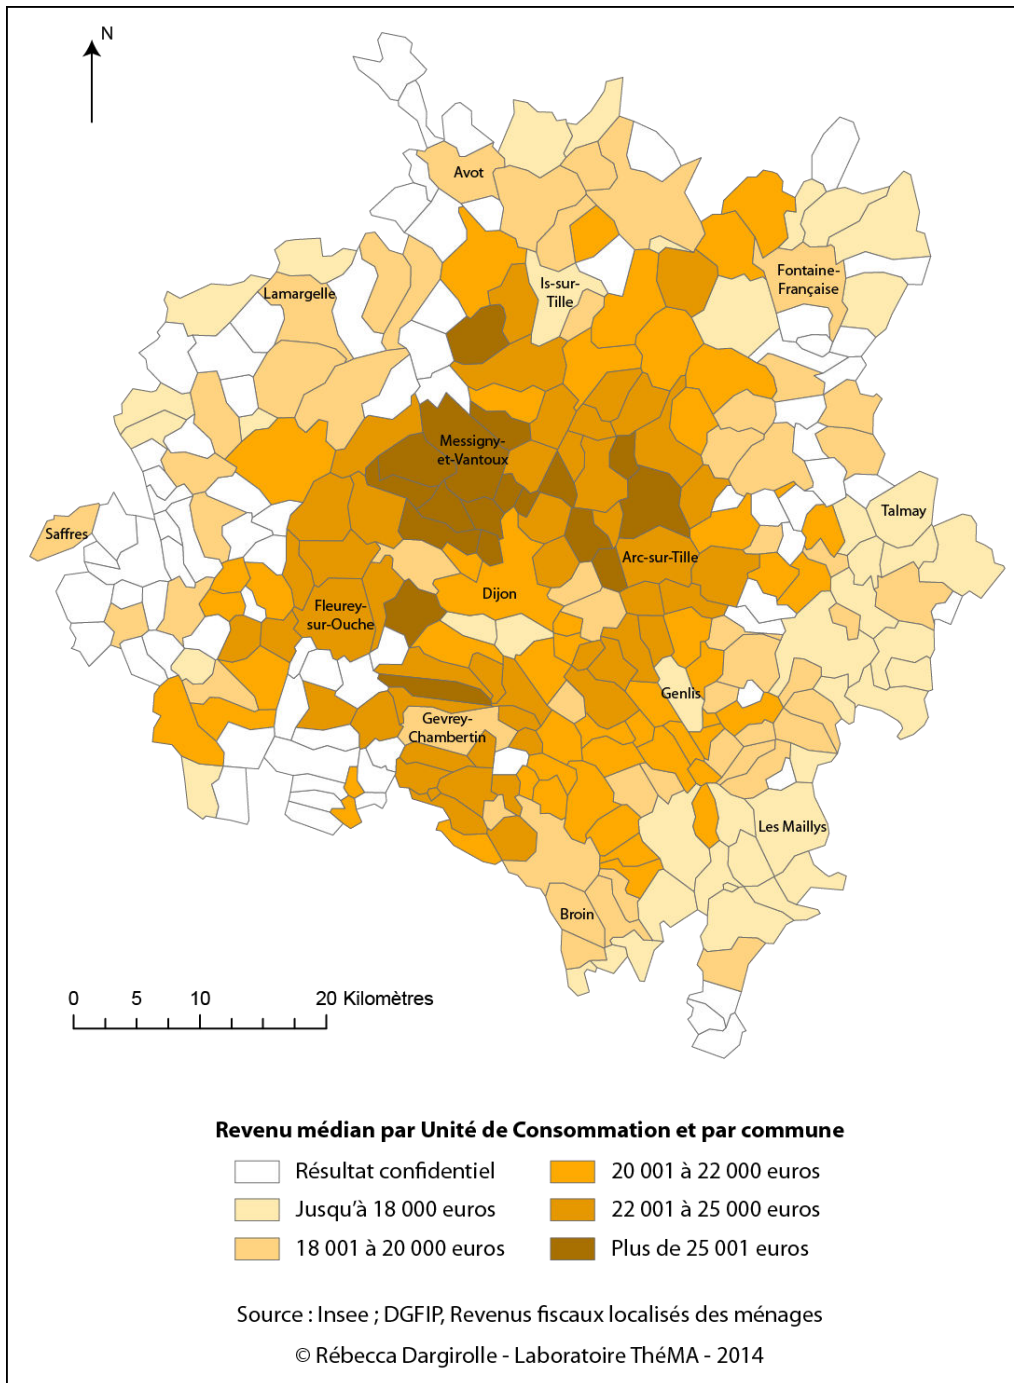 N
Avot
Fontaine-
Française
Is-sur-
Tille
Lamargelle
Messigny-
et-Vantoux
Talmay
Saffres
Arc-sur-Tille
Dijon
Fleurey-
sur-Ouche
Genlis
Gevrey-
Chambertin
Les Maillys
Broin
0 5 10 20 Kilomètres
Revenu médian par Unité de Consommation et par commune
Résultat confidentiel
Jusqu'à 18 000 euros
18 001 à 20 000 euros
20 001 à 22 000 euros
22 001 à 25 000 euros
Plus de 25 001 euros
Source : Insee ; DGFIP, Revenus fiscaux localisés des ménages
© Rébecca Dargirolle - Laboratoire ThéMA - 2014